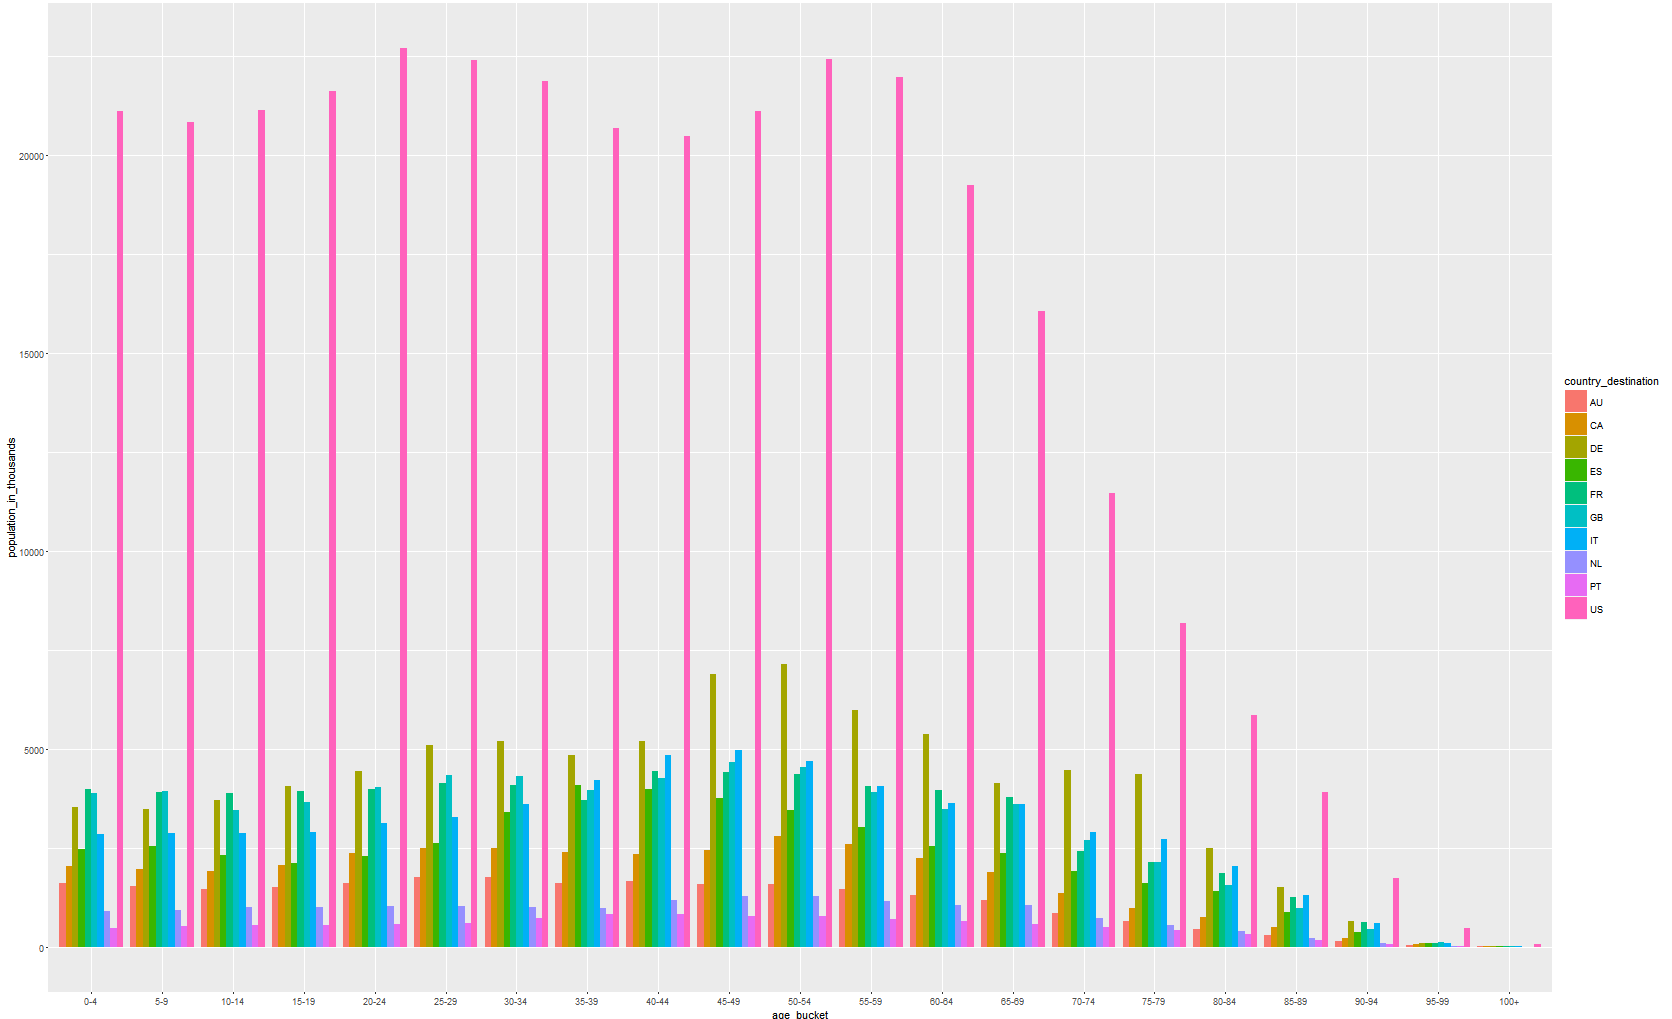 population_in_thousands
20000
15000
10000
5000
0
0-4 5-9 10-14 15-19 20-24 25-29 30-34 35-39 40-44 45-49 50-54 55-59 60-64 65-69 70-74 75-79 80-84 85-89 90-94 95-99 100+
age_bucket
country_destination
AU
CA
DE
ES
FR
GB
IT
NL
PT
US